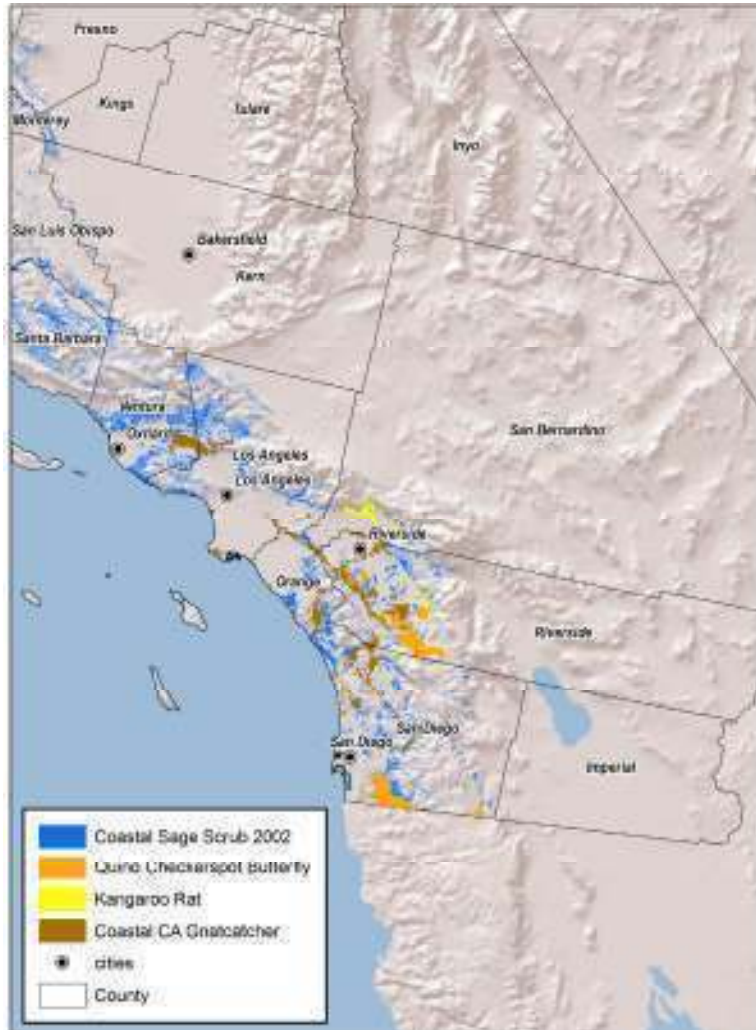 Fresno
Kings
Tulare
Monterey
Inyo
San Luis Obispo
Bakersfield
Kern
Santa Barbara
Ventura
Oxnard
San Bernardino
Los Angeles
Los Angeles
Riverside
Orange
Riverside
San Diego
San Diego
Imperial
Coastal Sage Scrub 2002
Quino Checkerspot Butterfly
Kangaroo Rat
Coastal CA Gnatcatcher
cities
County